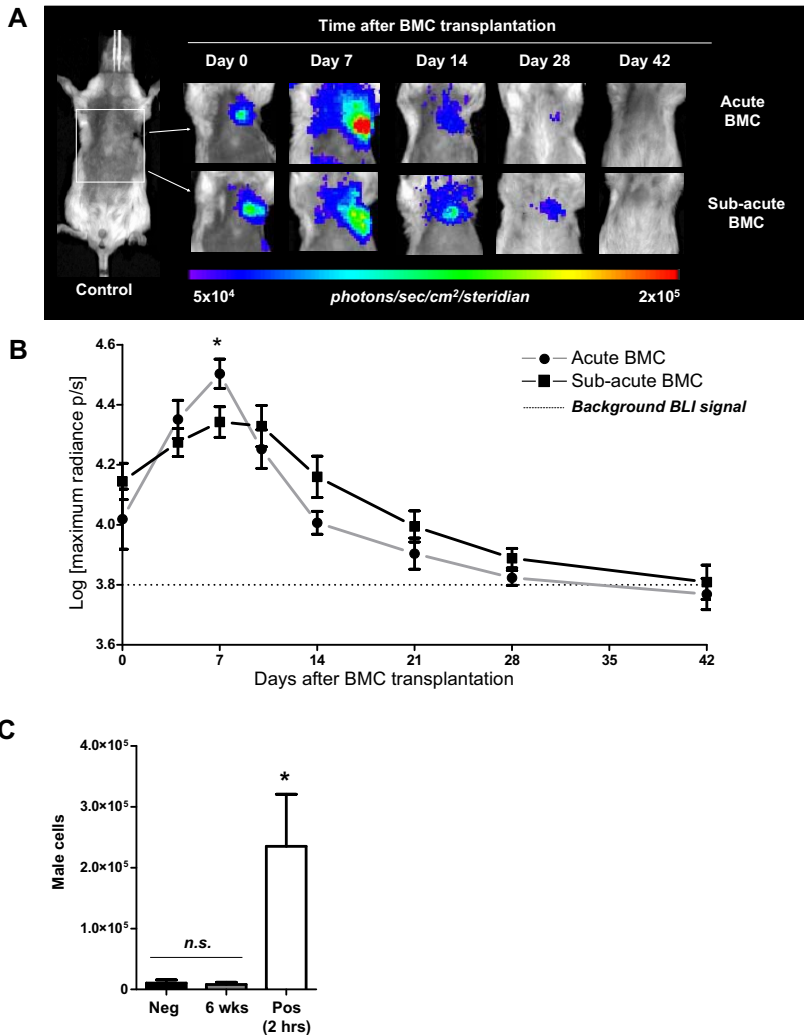 A
Time after BMC transplantation
Day 0 Day 7 Day 14 Day 28 Day 42
Acute
BMC
Sub-acute
BMC
Control
5x10⁴ photons/sec/cm²/steridian 2x10⁵
B
*
Acute BMC
Sub-acute BMC
Background BLI signal
Log [maximum radiance p/s]
4.6
4.4
4.2
4.0
3.8
3.6
0 7 14 21 28 35 42
Days after BMC transplantation
C
Male cells
4.0×10⁵
3.0×10⁵
2.0×10⁵
1.0×10⁵
0
*
n.s.
Neg 6 wks Pos
(2 hrs)